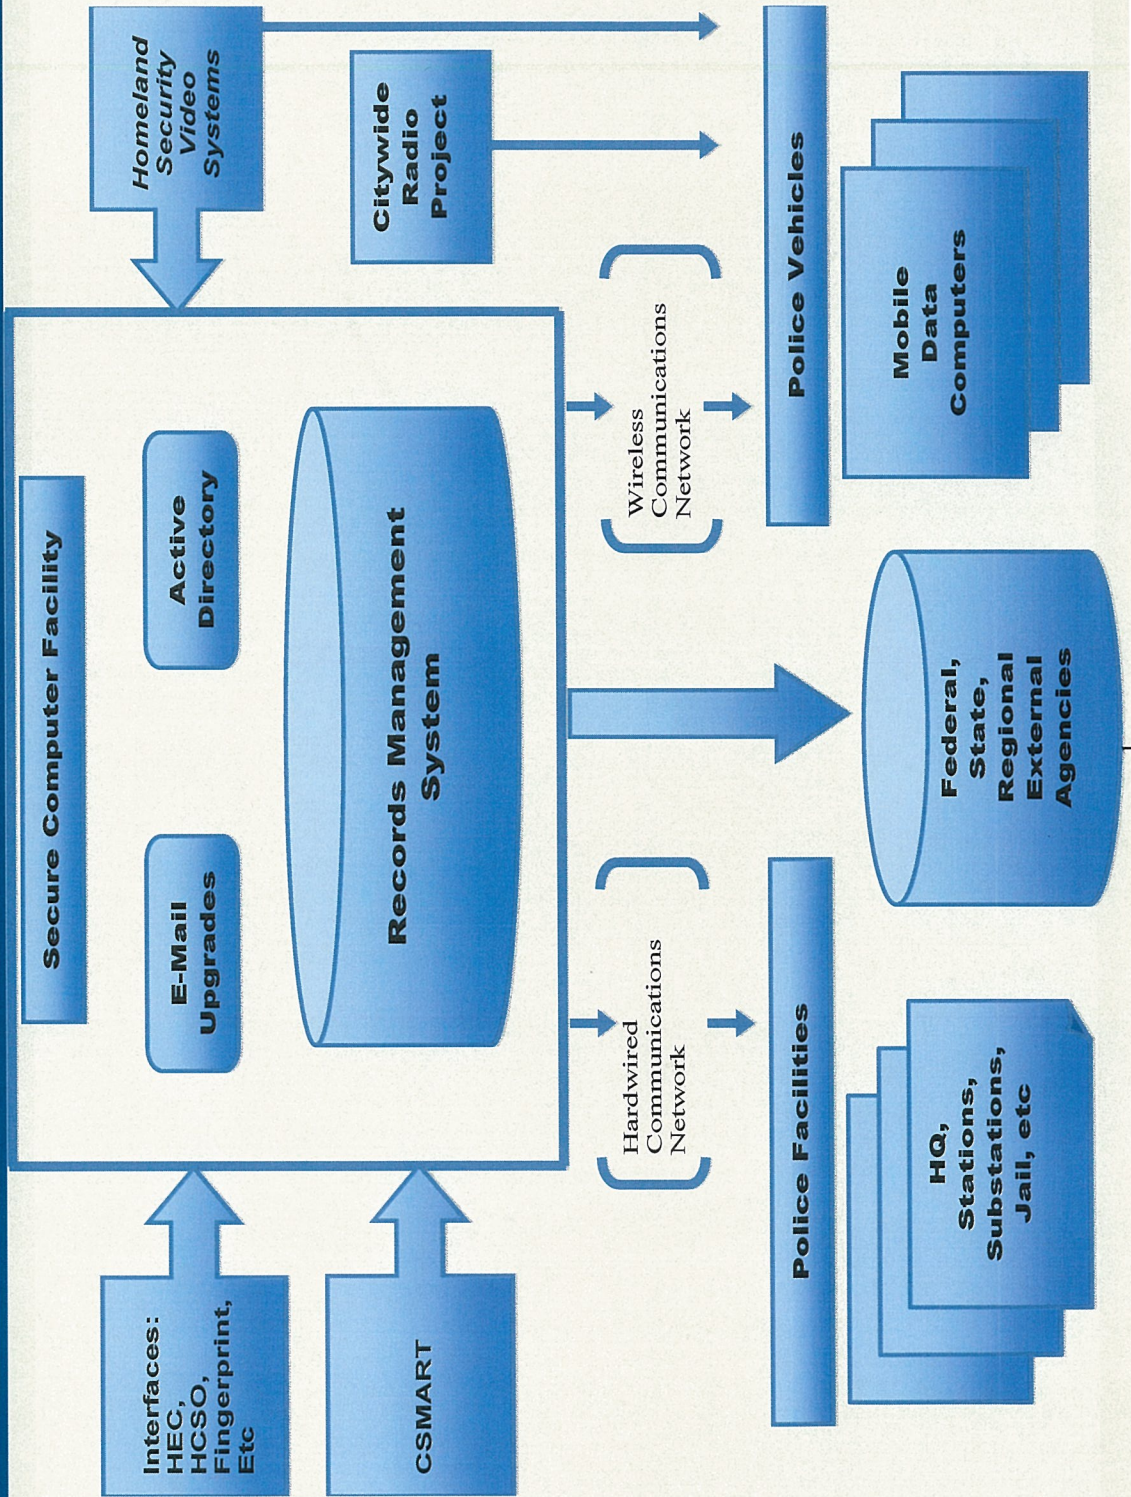 Secure Computer Facility
Interfaces:
HEC,
HCSO,
Fingerprint,
Etc
E-Mail
Upgrades
Active
Directory
Homeland
Security
Video
Systems
CSMART
Records Management
System
Citywide
Radio
Project
Hardwired
Communications
Network
Wireless
Communications
Network
Police Facilities
Police Vehicles
HQ,
Stations,
Substations,
Jail, etc
Federal,
State,
Regional
External
Agencies
Mobile
Data
Computers